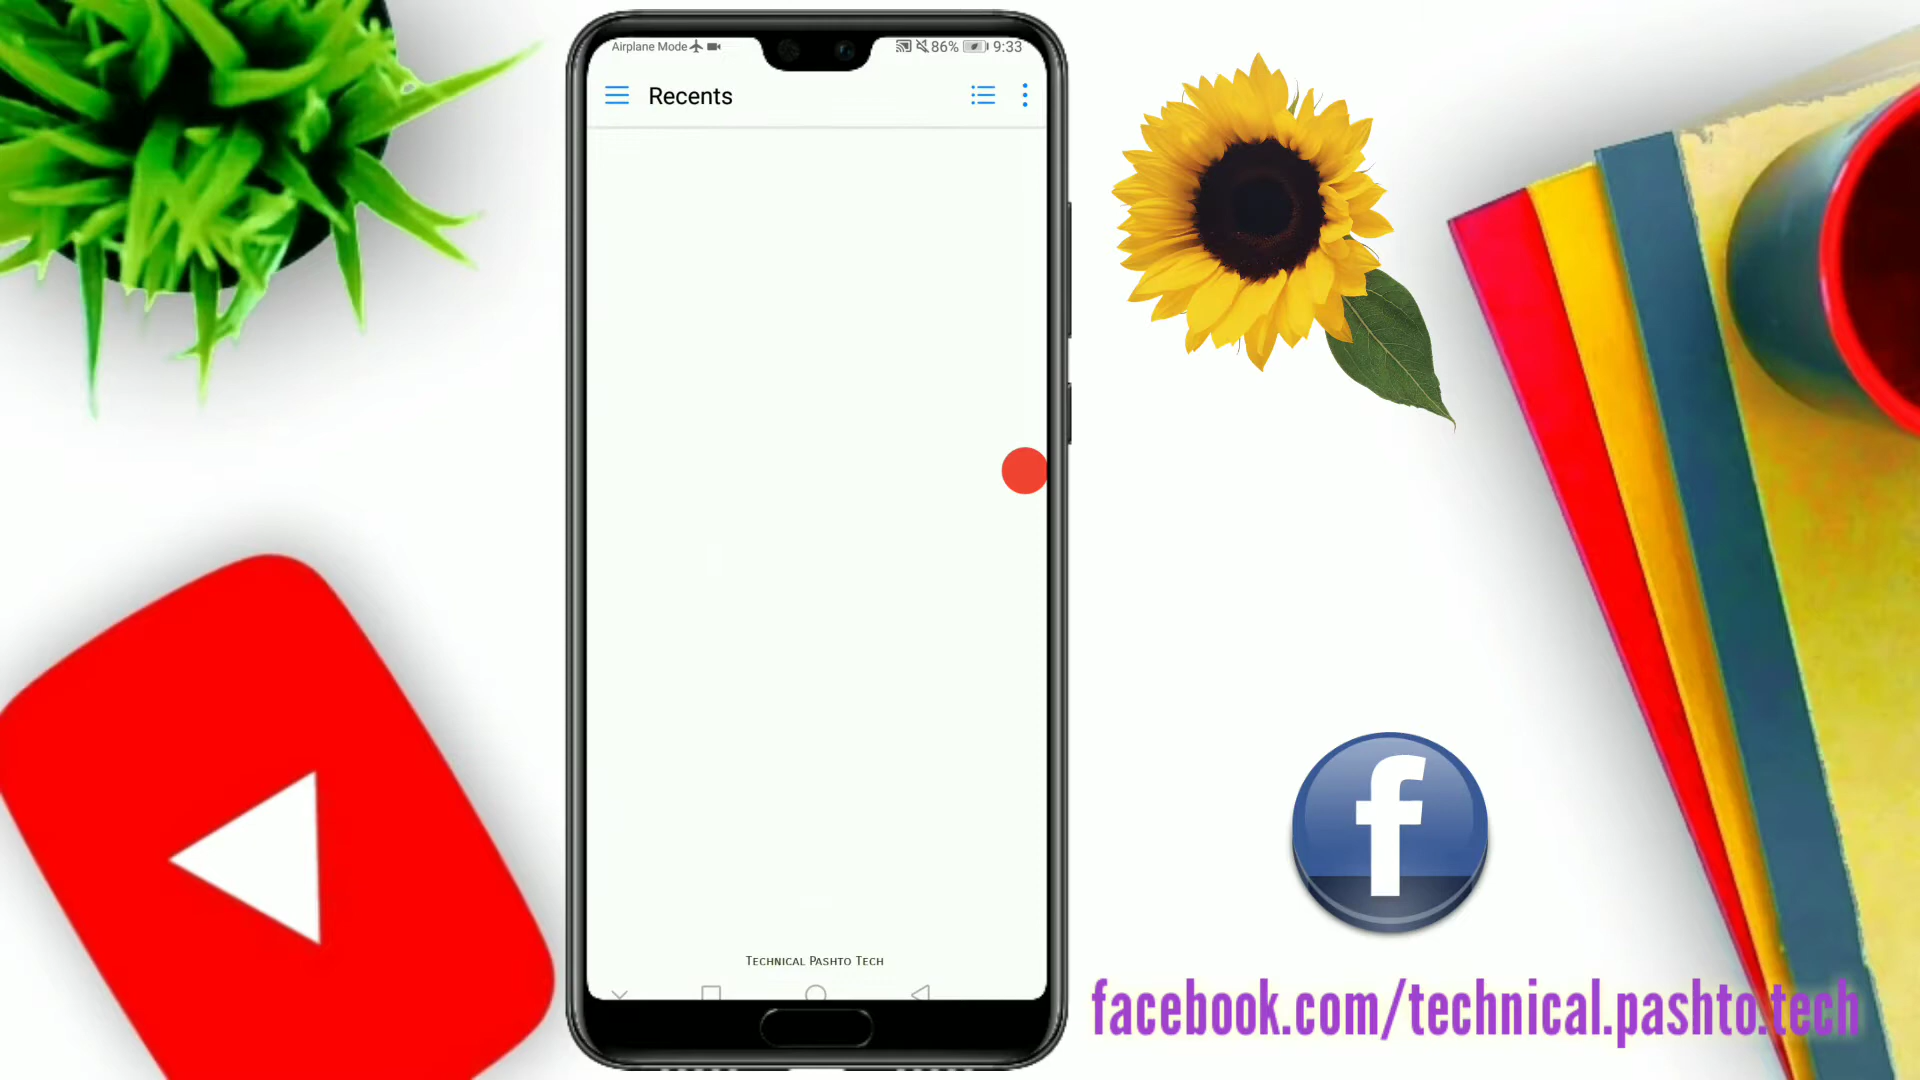 Airplane Mode 86% 9:33
Recents
TECHNICAL PASHTO TECH
f
facebook.com/technical.pashto.tech